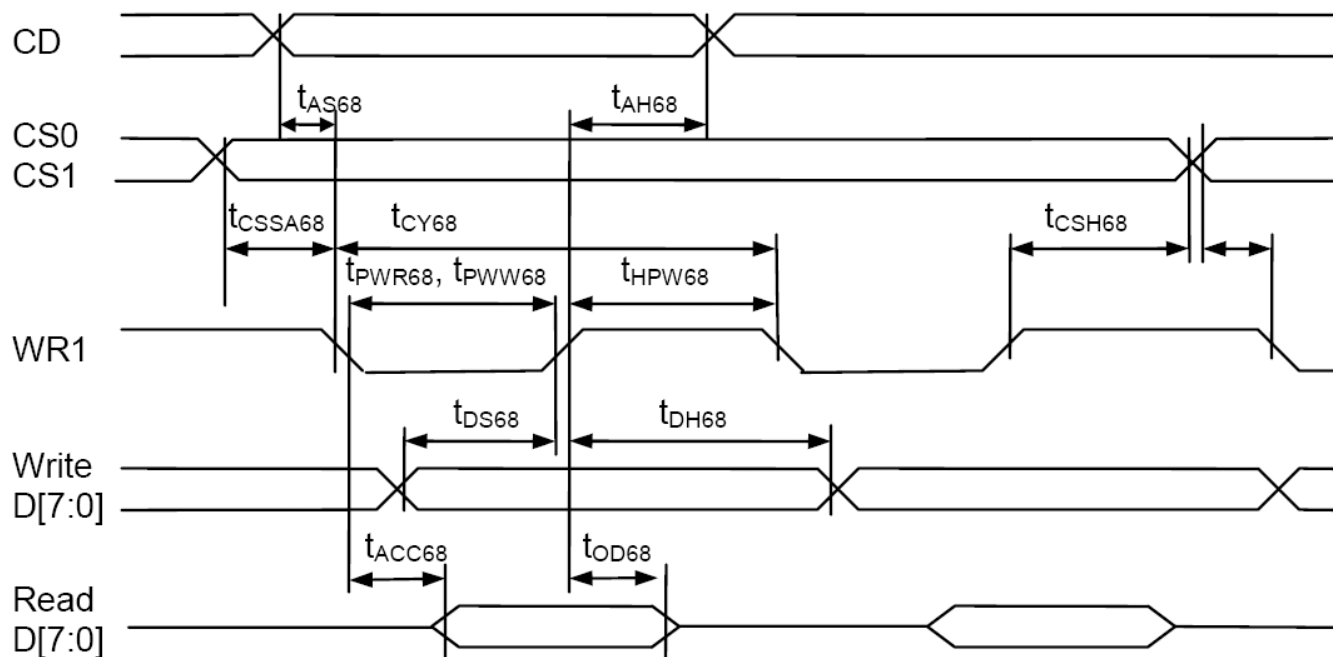 CD
tAS68
tAH68
CS0
CS1
tCSSA68
tCY68
tCSH68
tPWR68, tPWW68
tHPW68
WR1
tDS68
tDH68
Write
D[7:0]
tACC68
tOD68
Read
D[7:0]